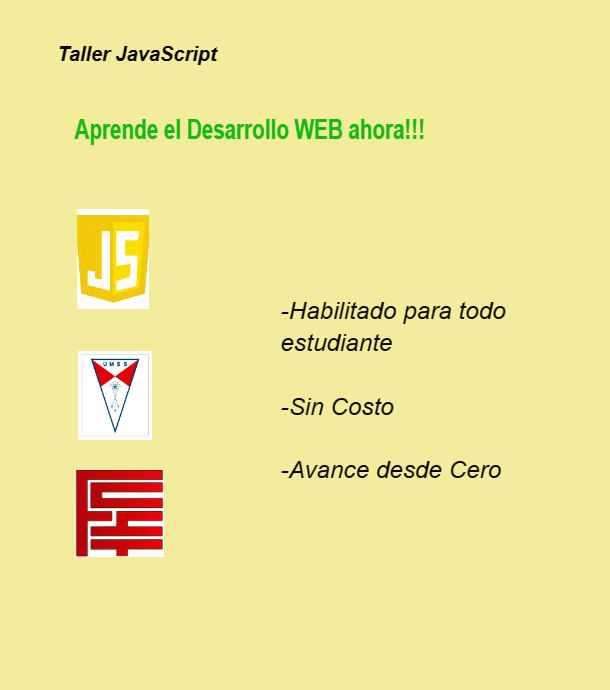 Taller JavaScript
Aprende el Desarrollo WEB ahora!!!
JS
-Habilitado para todo
estudiante
UMSS
-Sin Costo
-Avance desde Cero